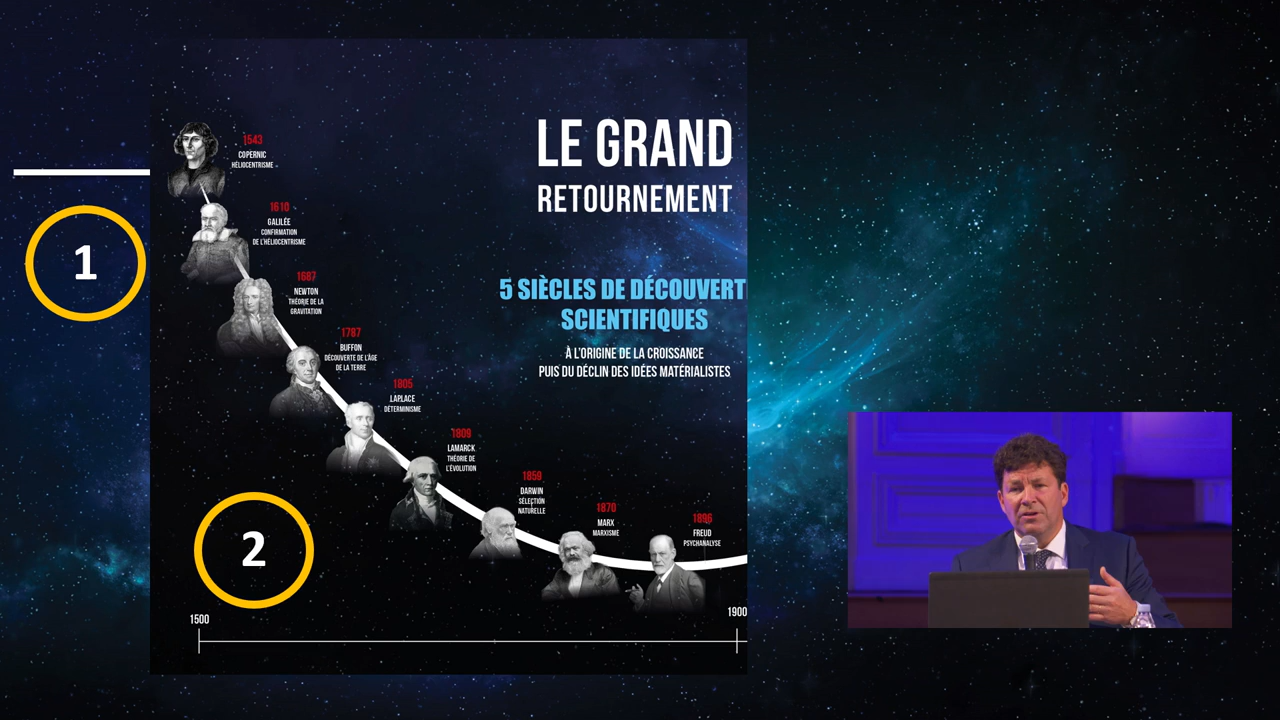 LE GRAND
RETOURNEMENT
1543
COPERNIC
HÉLIOCENTRISME
1
1610
GALILÉE
CONFIRMATION
DE L'HÉLIOCENTRISME
1687
NEWTON
THÉORIE DE LA
GRAVITATION
5 SIÈCLES DE DÉCOUVERT
SCIENTIFIQUES
À L'ORIGINE DE LA CROISSANCE
PUIS DU DÉCLIN DES IDÉES MATÉRIALISTES
1787
BUFFON
DÉCOUVERTE DE L'ÂGE
DE LA TERRE
1805
LAPLACE
DÉTERMINISME
1809
LAMARCK
THÉORIE DE
L'ÉVOLUTION
1859
DARWIN
SÉLECTION
NATURELLE
1870
MARX
MARXISME
1896
FREUD
PSYCHANALYSE
2
1500
1900